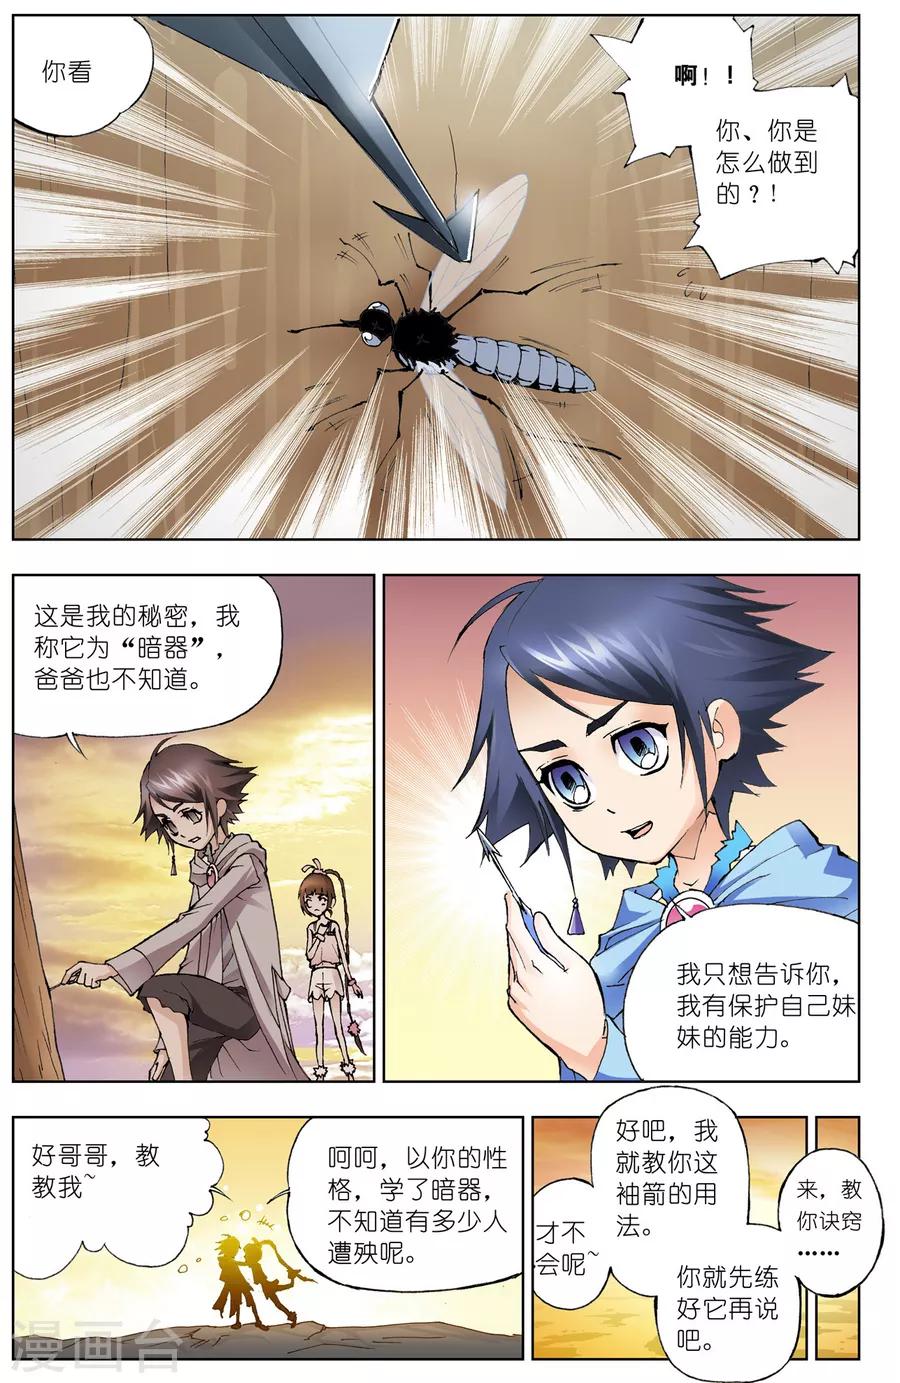 你看
啊！！
你、你是
怎么做到
的？！
这是我的秘密，我
称它为“暗器”，
爸爸也不知道。
我只想告诉你，
我有保护自己妹
妹的能力。
好哥哥，教
教我~
呵呵，以你的性
格，学了暗器，
不知道有多少人
遭殃呢。
才不
会呢~
好吧，我
就教你这
袖箭的用
法。
你就先练
好它再说
吧。
来，教
你诀窍
……
漫画台